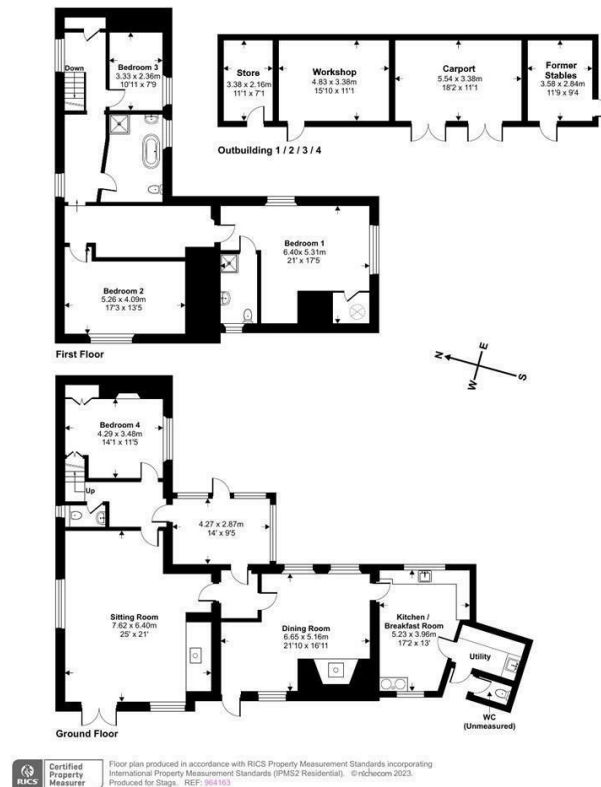 Down
Bedroom 3
3.33 x 2.36m
10'11 x 7'9
Store
3.38 x 2.16m
11'1 x 7'1
Workshop
4.83 x 3.38m
15'10 x 11'1
Carport
5.54 x 3.38m
18'2 x 11'1
Former
Stables
3.58 x 2.84m
11'9 x 9'4
Outbuilding 1 / 2 / 3 / 4
Bedroom 1
6.40x 5.31m
21' x 17'5
Bedroom 2
5.26 x 4.09m
17'3 x 13'5
First Floor
N
E
W
S
Bedroom 4
4.29 x 3.48m
14'1 x 11'5
Up
4.27 x 2.87m
14' x 9'5
Sitting Room
7.62 x 6.40m
25' x 21'
Dining Room
6.65 x 5.16m
21'10 x 16'11
Kitchen /
Breakfast Room
5.23 x 3.96m
17'2 x 13'
Utility
WC
(Unmeasured)
Ground Floor
RICS
Certified
Property
Measurer
Floor plan produced in accordance with RICS Property Measurement Standards incorporating
International Property Measurement Standards (IPMS2 Residential). ©nichecom 2023.
Produced for Stags. REF: 964163